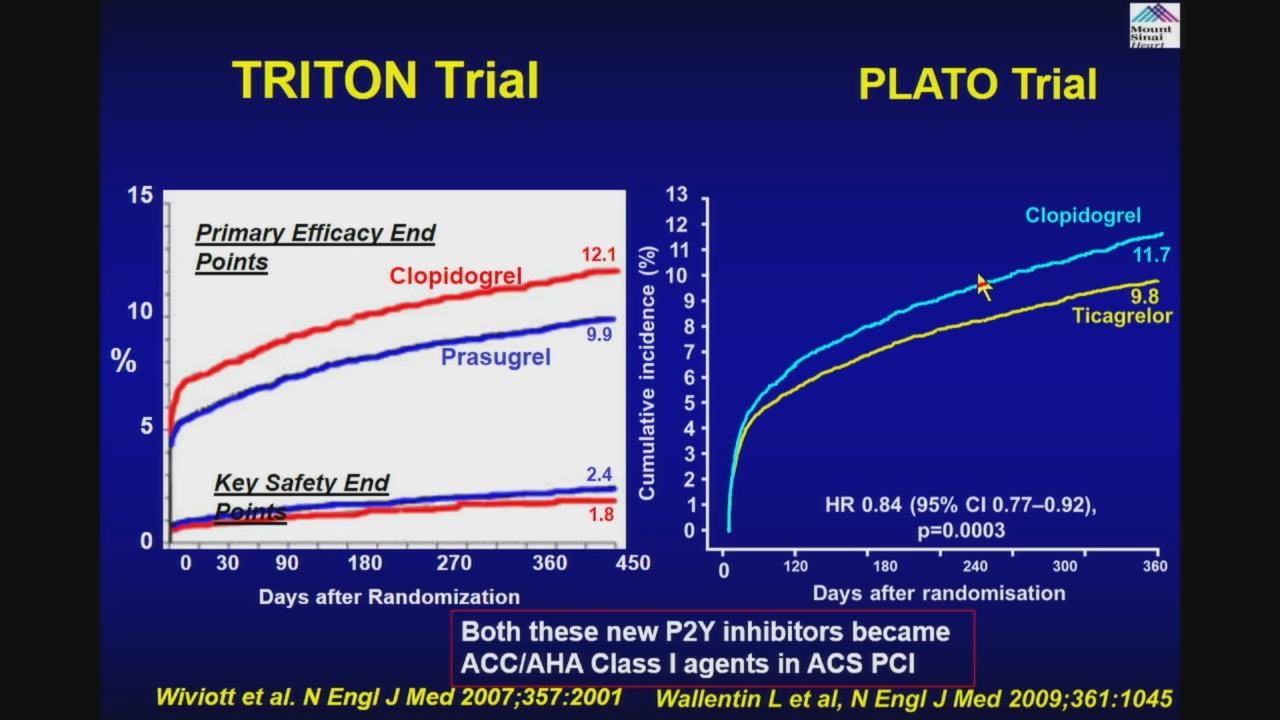 Mount
Sinai
Heart
TRITON Trial
PLATO Trial
15
10
%
5
0
Primary Efficacy End
Points
12.1
Clopidogrel
9.9
Prasugrel
Key Safety End
Points
2.4
1.8
0 30 90 180 270 360 450
Days after Randomization
Cumulative incidence (%)
13
12
11
10
9
8
7
6
5
4
3
2
1
0
Clopidogrel
11.7
9.8
Ticagrelor
HR 0.84 (95% CI 0.77–0.92),
p=0.0003
0 120 180 240 300 360
Days after randomisation
Both these new P2Y inhibitors became
ACC/AHA Class I agents in ACS PCI
Wiviott et al. N Engl J Med 2007;357:2001
Wallentin L et al, N Engl J Med 2009;361:1045